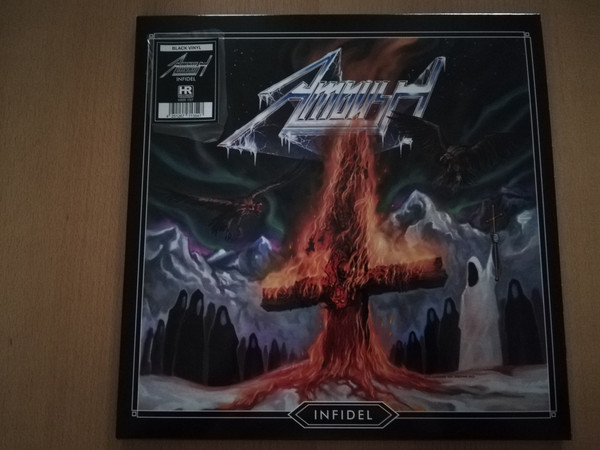 BLACK VINYL
Ambush
INFIDEL
HR
Ambush
INFIDEL